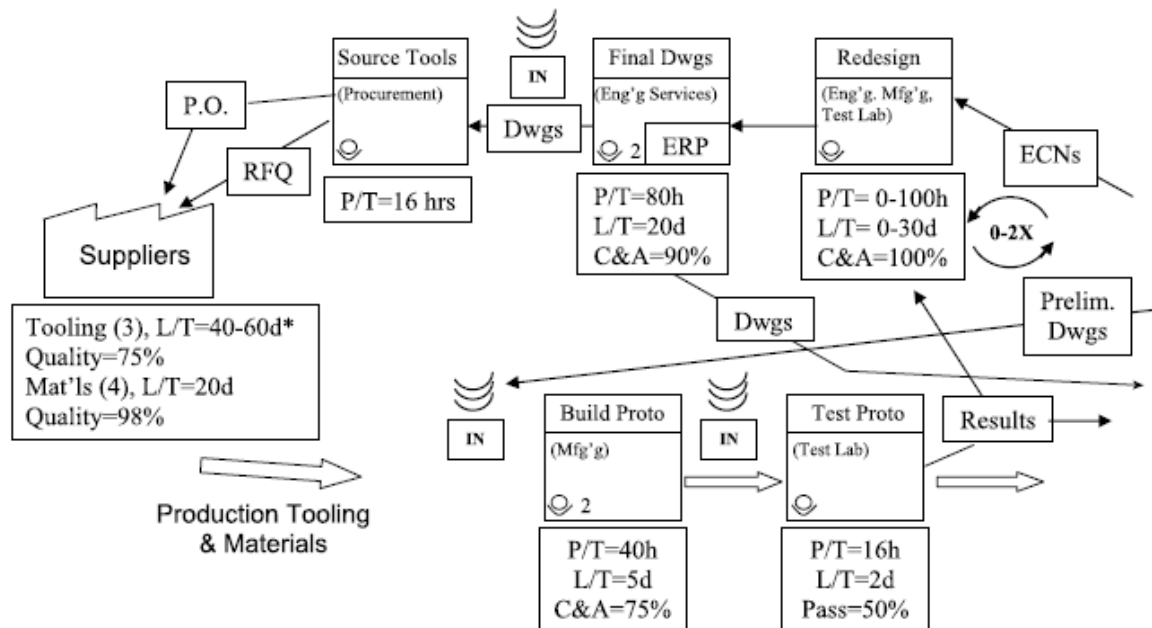 Source Tools
(Procurement)
P/T=16 hrs
P.O.
RFQ
IN
Dwgs
Final Dwgs
(Eng'g Services)
2
ERP
P/T=80h
L/T=20d
C&A=90%
Redesign
(Eng'g. Mfg'g,
Test Lab)
P/T= 0-100h
L/T= 0-30d
C&A=100%
ECNs
0-2X
Prelim.
Dwgs
Dwgs
Suppliers
Tooling (3), L/T=40-60d*
Quality=75%
Mat'ls (4), L/T=20d
Quality=98%
Production Tooling
& Materials
IN
Build Proto
(Mfg'g)
2
P/T=40h
L/T=5d
C&A=75%
IN
Test Proto
(Test Lab)
P/T=16h
L/T=2d
Pass=50%
Results